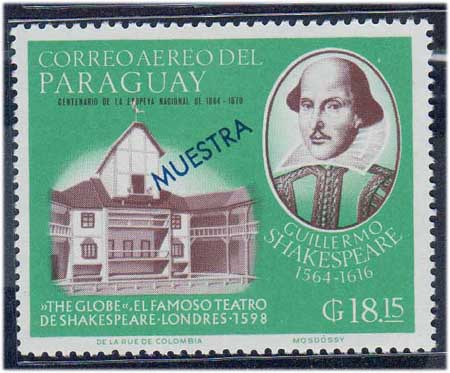 CORREO AEREO DEL
PARAGUAY
CENTENARIO DE LA EPOPEYA NACIONAL DE 1864-1870
MUESTRA
GUILLERMO
SHAKESPEARE
1564-1616
»THE GLOBE«, EL FAMOSO TEATRO
DE SHAKESPEARE·LONDRES·1598
₲ 18.15
DE LA RUE DE COLOMBIA
MOSUÓSSY